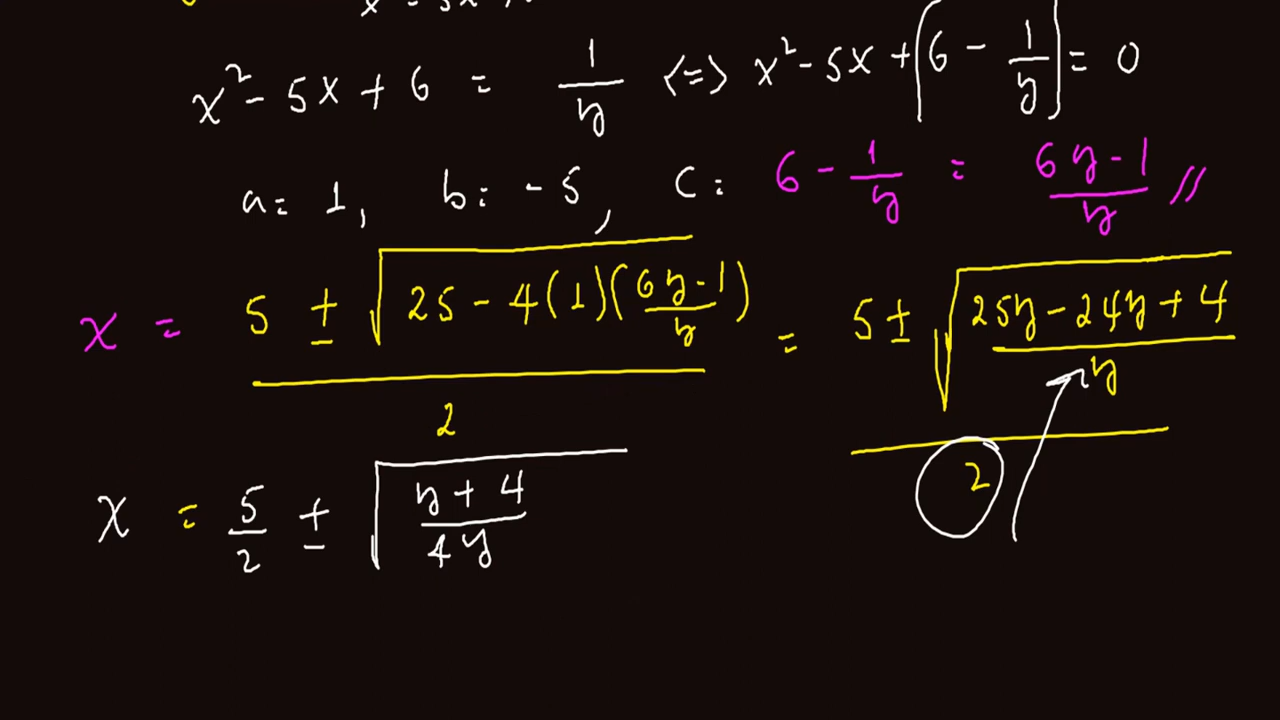 x² - 5x + 6 = 1/y <=> x² - 5x + (6 - 1/y) = 0
a = 1, b = -5, c = 6 - 1/y = (6y - 1)/y //
x = (5 ± √(25 - 4(1)((6y - 1)/y)))/2 = (5 ± √((25y - 24y + 4)/y))/2
x = 5/2 ± √((y + 4)/(4y))